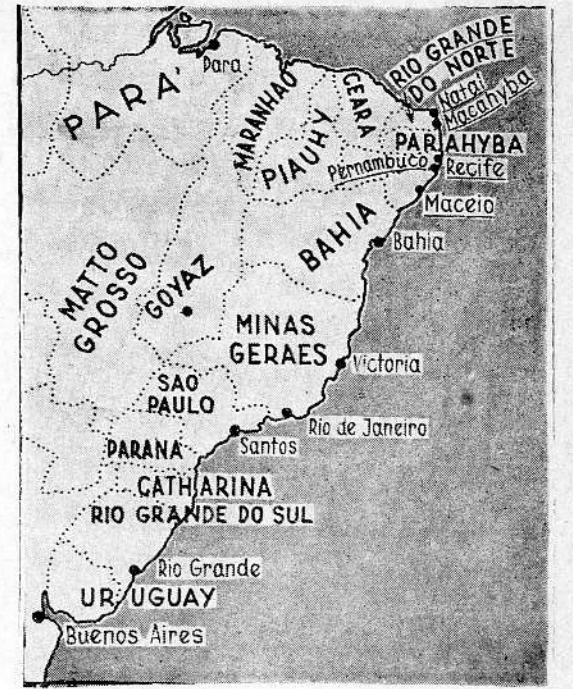 Para
PARÁ
MARANHAO
PIAUHY
CEARA
RIO GRANDE
DO NORTE
Natal
Macahyba
PARAHYBA
Pernambuco
Recife
Maceio
BAHIA
Bahia
MATTO
GROSSO
GOYAZ
MINAS
GERAES
Victoria
SAO
PAULO
Rio de Janeiro
Santos
PARANA
CATHARINA
RIO GRANDE DO SUL
Rio Grande
URUGUAY
Buenos Aires